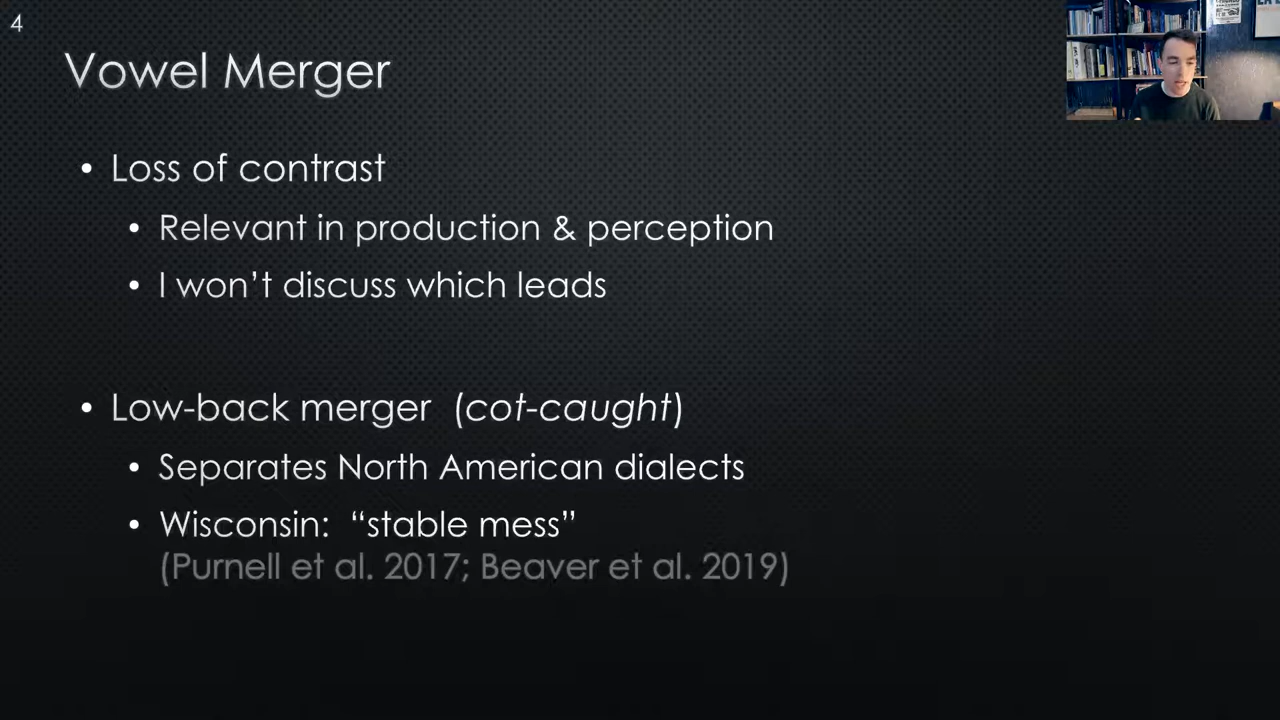 4
Vowel Merger
• Loss of contrast
• Relevant in production & perception
• I won’t discuss which leads
• Low-back merger (cot-caught)
• Separates North American dialects
• Wisconsin: “stable mess”
(Purnell et al. 2017; Beaver et al. 2019)